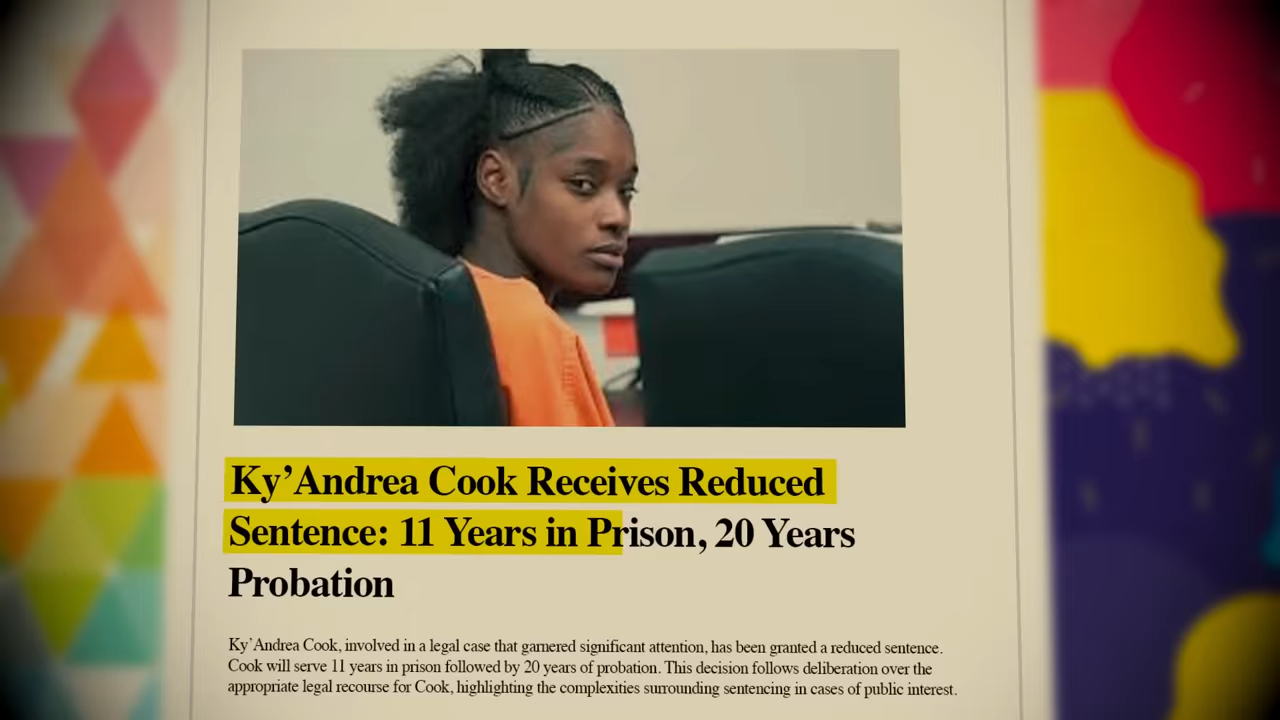 Ky’Andrea Cook Receives Reduced
Sentence: 11 Years in Prison, 20 Years
Probation
Ky’Andrea Cook, involved in a legal case that garnered significant attention, has been granted a reduced sentence.
Cook will serve 11 years in prison followed by 20 years of probation. This decision follows deliberation over the
appropriate legal recourse for Cook, highlighting the complexities surrounding sentencing in cases of public interest.